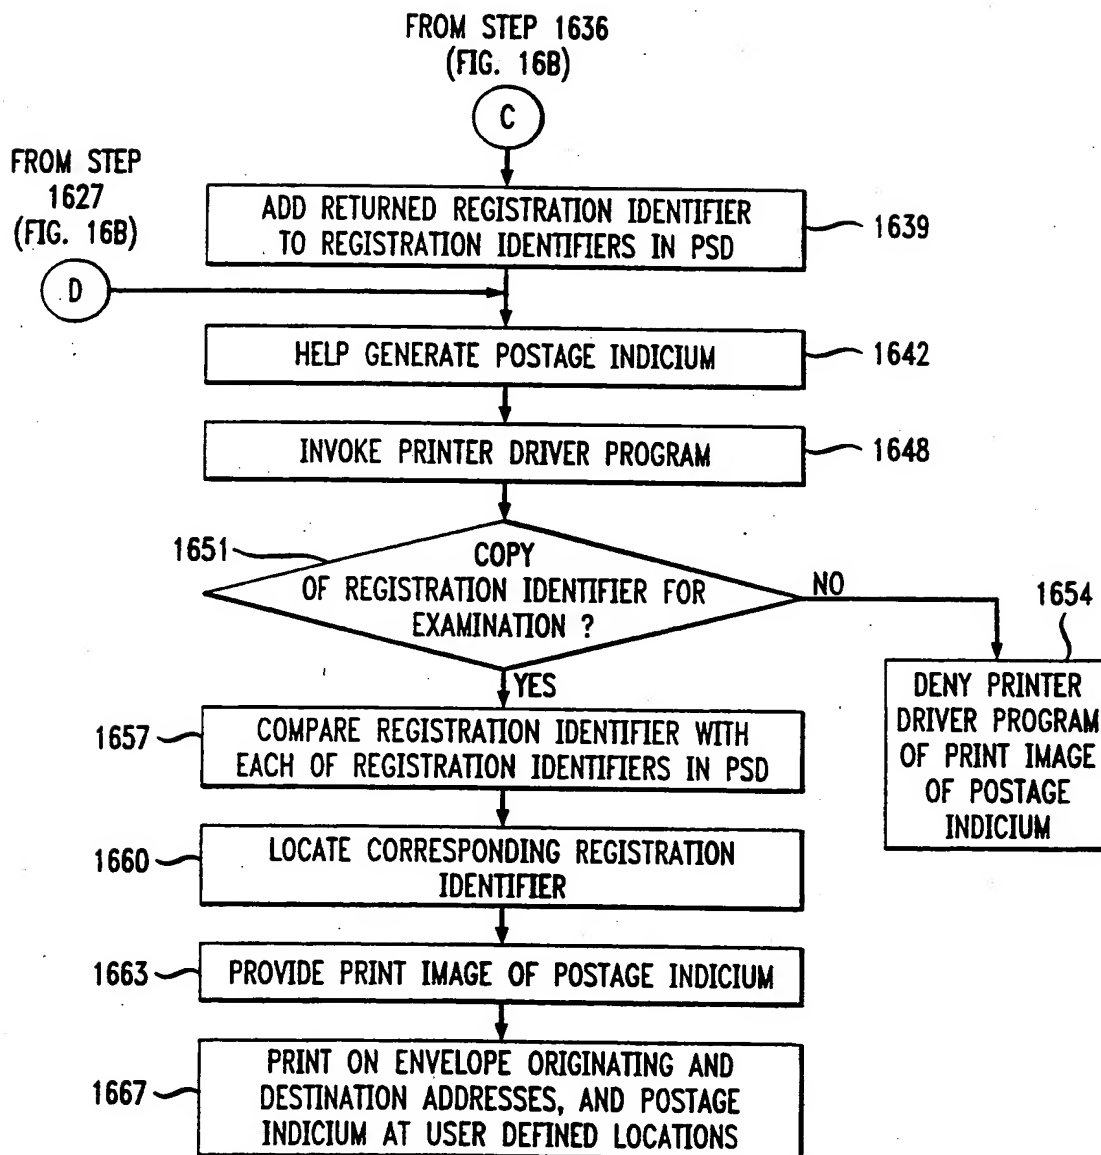 FROM STEP 1636
(FIG. 16B)
C
FROM STEP
1627
(FIG. 16B)
D
ADD RETURNED REGISTRATION IDENTIFIER
TO REGISTRATION IDENTIFIERS IN PSD
1639
HELP GENERATE POSTAGE INDICIUM
1642
INVOKE PRINTER DRIVER PROGRAM
1648
1651
COPY
OF REGISTRATION IDENTIFIER FOR
EXAMINATION ?
NO
1654
DENY PRINTER
DRIVER PROGRAM
OF PRINT IMAGE
OF POSTAGE
INDICIUM
YES
1657
COMPARE REGISTRATION IDENTIFIER WITH
EACH OF REGISTRATION IDENTIFIERS IN PSD
1660
LOCATE CORRESPONDING REGISTRATION
IDENTIFIER
1663
PROVIDE PRINT IMAGE OF POSTAGE INDICIUM
1667
PRINT ON ENVELOPE ORIGINATING AND
DESTINATION ADDRESSES, AND POSTAGE
INDICIUM AT USER DEFINED LOCATIONS